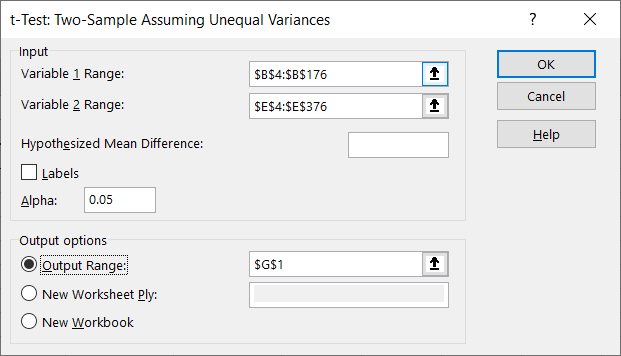 t-Test: Two-Sample Assuming Unequal Variances
?
Input
Variable 1 Range: $B$4:$B$176
Variable 2 Range: $E$4:$E$376
Hypothesized Mean Difference:
Labels
Alpha: 0.05
Output options
Output Range: $G$1
New Worksheet Ply:
New Workbook
OK
Cancel
Help